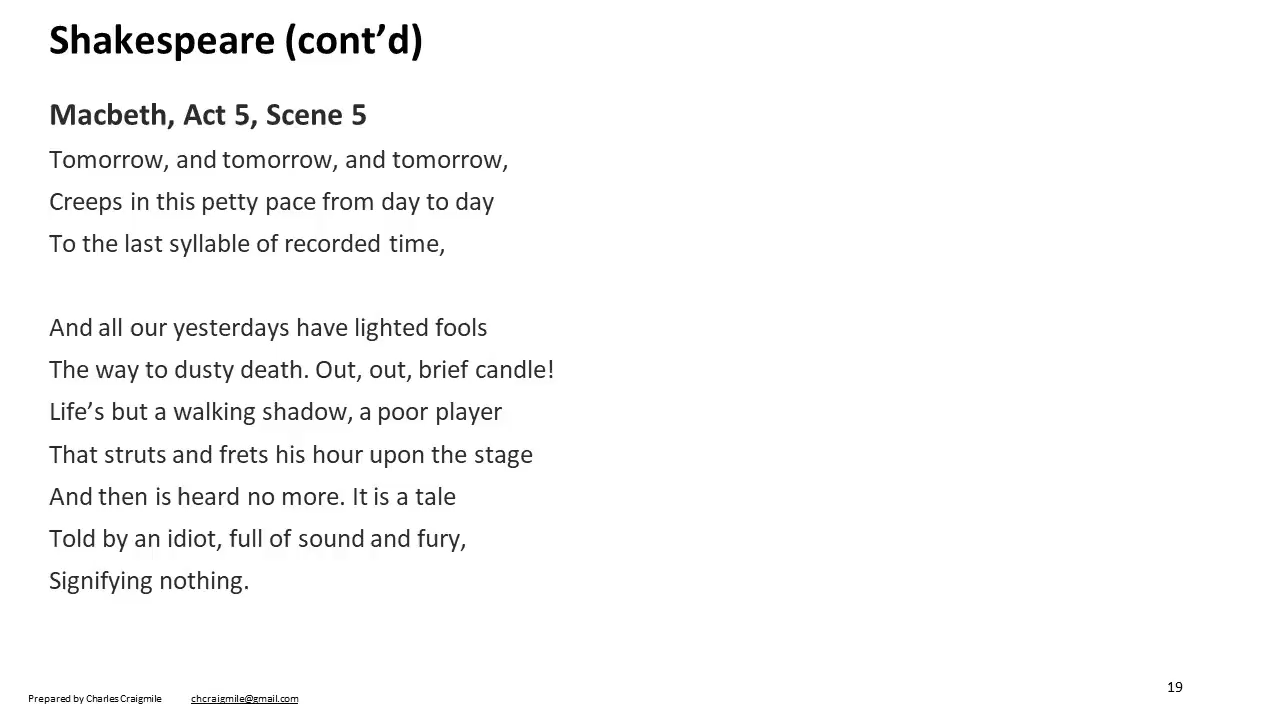 Shakespeare (cont’d)
Macbeth, Act 5, Scene 5
Tomorrow, and tomorrow, and tomorrow,
Creeps in this petty pace from day to day
To the last syllable of recorded time,
And all our yesterdays have lighted fools
The way to dusty death. Out, out, brief candle!
Life’s but a walking shadow, a poor player
That struts and frets his hour upon the stage
And then is heard no more. It is a tale
Told by an idiot, full of sound and fury,
Signifying nothing.
Prepared by Charles Craigmile chcraigmile@gmail.com
19